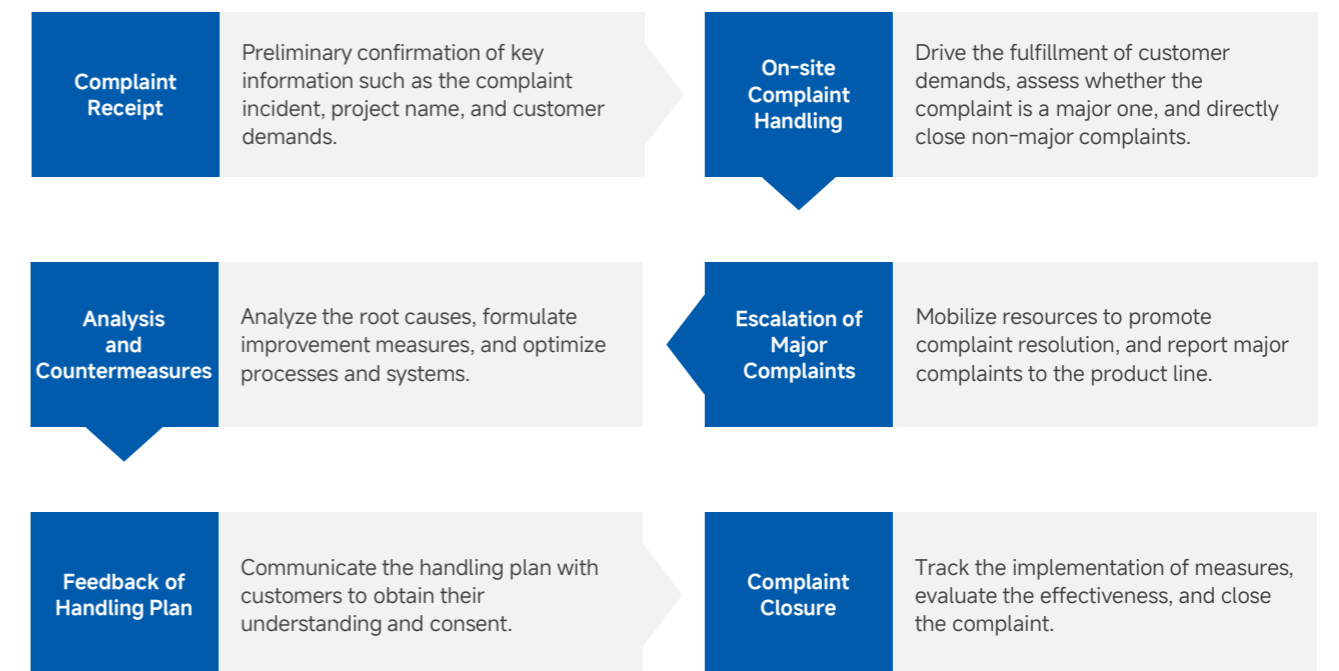 Complaint
Receipt
Preliminary confirmation of key
information such as the complaint
incident, project name, and customer
demands.
On-site
Complaint
Handling
Drive the fulfillment of customer
demands, assess whether the
complaint is a major one, and directly
close non-major complaints.
Escalation of
Major
Complaints
Mobilize resources to promote
complaint resolution, and report major
complaints to the product line.
Analysis
and
Countermeasures
Analyze the root causes, formulate
improvement measures, and optimize
processes and systems.
Feedback of
Handling Plan
Communicate the handling plan with
customers to obtain their
understanding and consent.
Complaint
Closure
Track the implementation of measures,
evaluate the effectiveness, and close
the complaint.